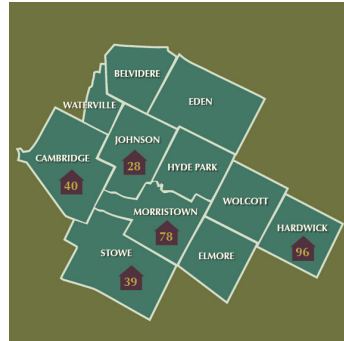 BELVIDERE
EDEN
WATERVILLE
JOHNSON
28
CAMBRIDGE
40
HYDE PARK
WOLCOTT
MORRISTOWN
78
HARDWICK
96
STOWE
39
ELMORE